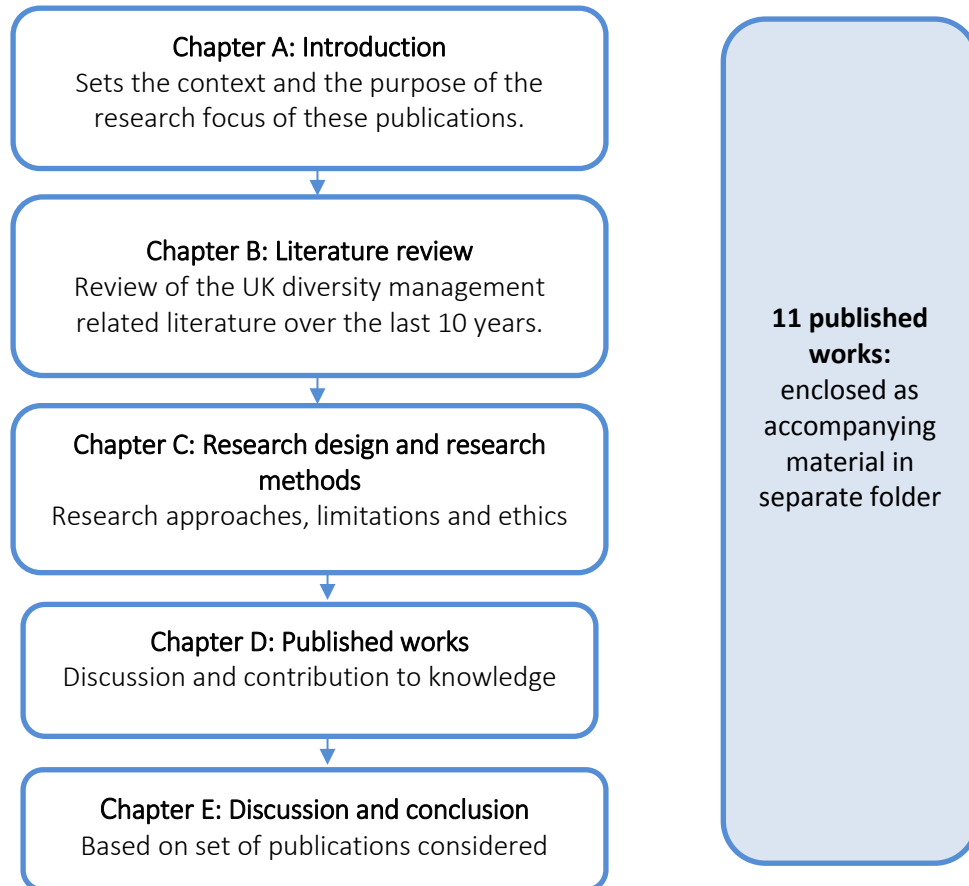 Chapter A: Introduction
Sets the context and the purpose of the
research focus of these publications.
Chapter B: Literature review
Review of the UK diversity management
related literature over the last 10 years.
Chapter C: Research design and research
methods
Research approaches, limitations and ethics
Chapter D: Published works
Discussion and contribution to knowledge
Chapter E: Discussion and conclusion
Based on set of publications considered
11 published
works:
enclosed as
accompanying
material in
separate folder